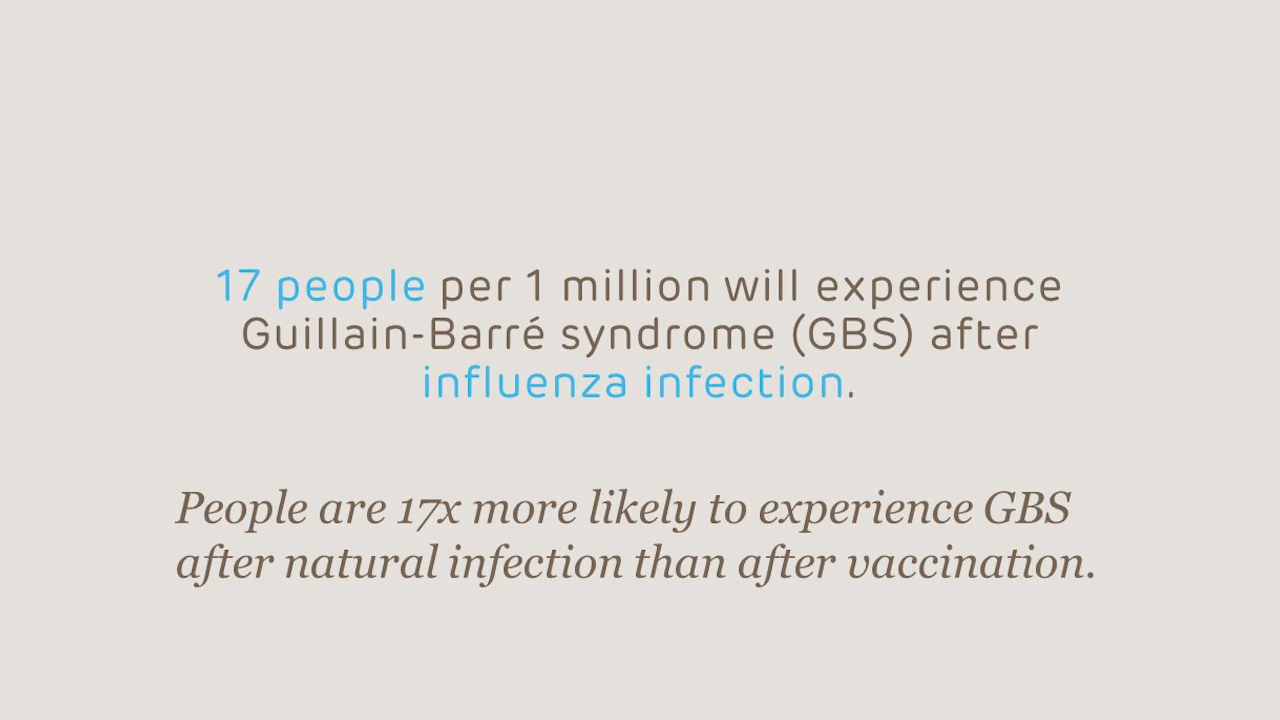 17 people per 1 million will experience
Guillain-Barré syndrome (GBS) after
influenza infection.
People are 17x more likely to experience GBS
after natural infection than after vaccination.